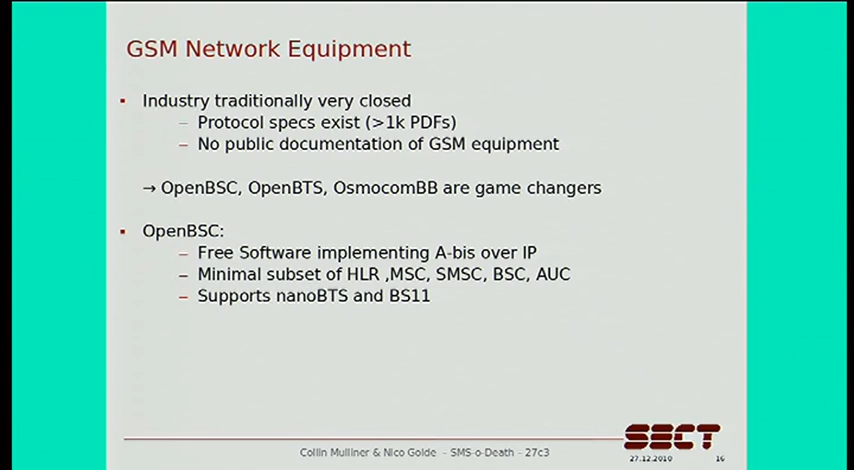 GSM Network Equipment
Industry traditionally very closed
– Protocol specs exist (>1k PDFs)
– No public documentation of GSM equipment
→ OpenBSC, OpenBTS, OsmocomBB are game changers
OpenBSC:
– Free Software implementing A-bis over IP
– Minimal subset of HLR ,MSC, SMSC, BSC, AUC
– Supports nanoBTS and BS11
SECT
Collin Mulliner & Nico Golde - SMS-o-Death - 27c3
27.12.2010 16